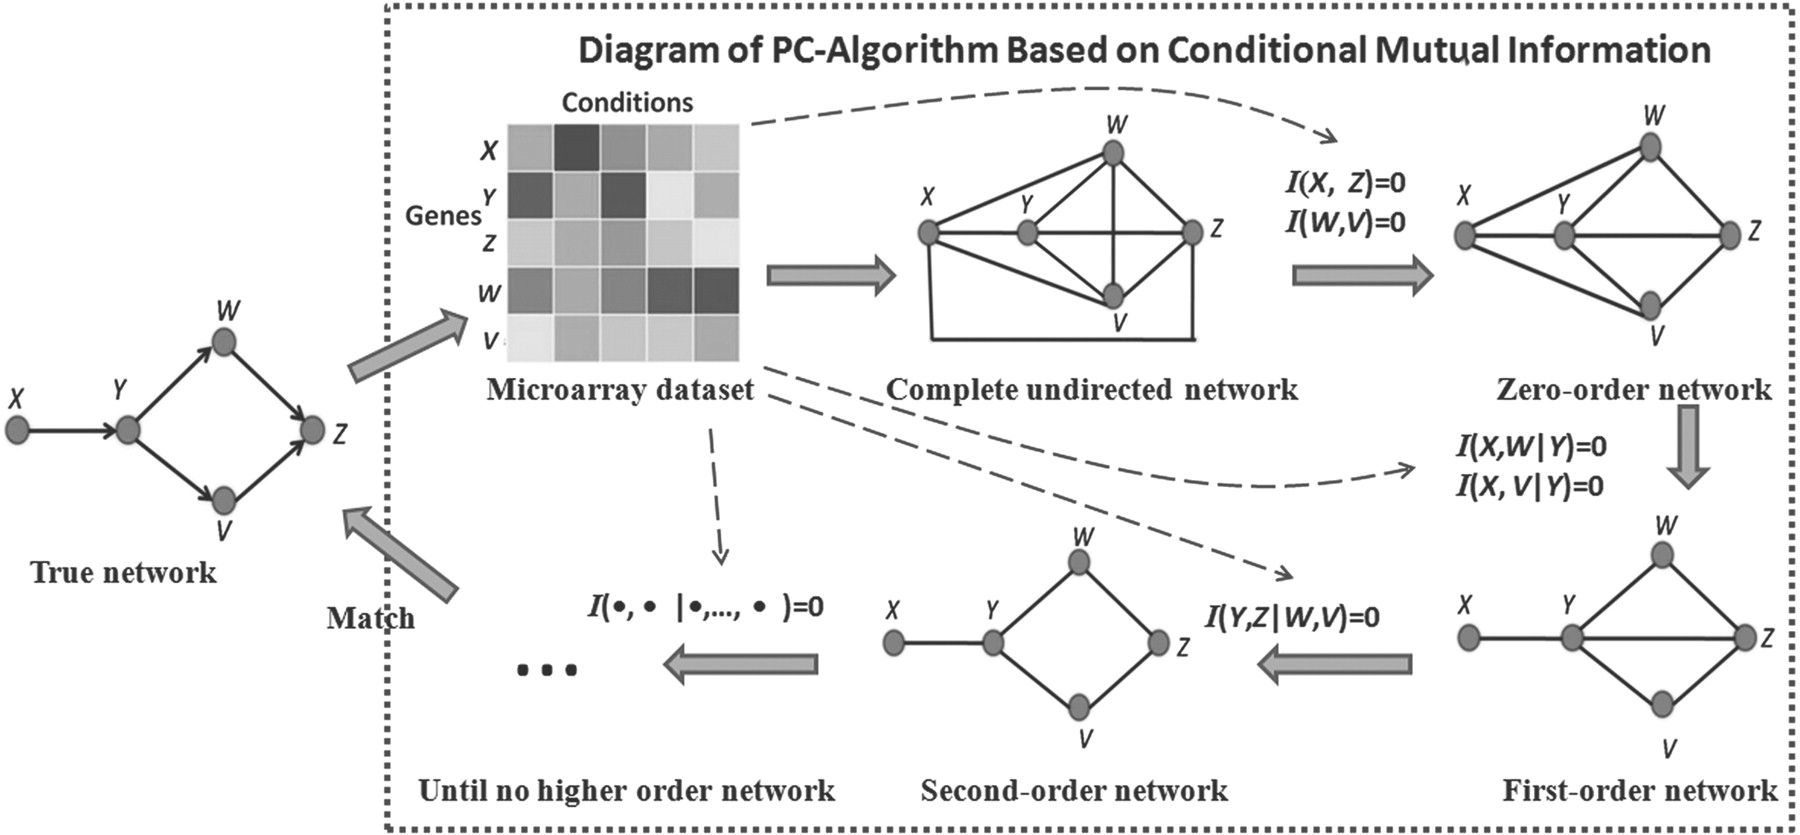 Diagram of PC-Algorithm Based on Conditional Mutual Information
Conditions
Genes
X
Y
Z
W
V
Microarray dataset
W
X
Y
Z
V
Complete undirected network
I(X, Z)=0
I(W,V)=0
W
X
Y
Z
V
Zero-order network
I(X,W|Y)=0
I(X, V|Y)=0
W
X
Y
Z
V
First-order network
I(Y,Z|W,V)=0
W
X
Y
Z
V
Second-order network
I(•, • |•,..., • )=0
...
Until no higher order network
Match
W
X
Y
Z
V
True network